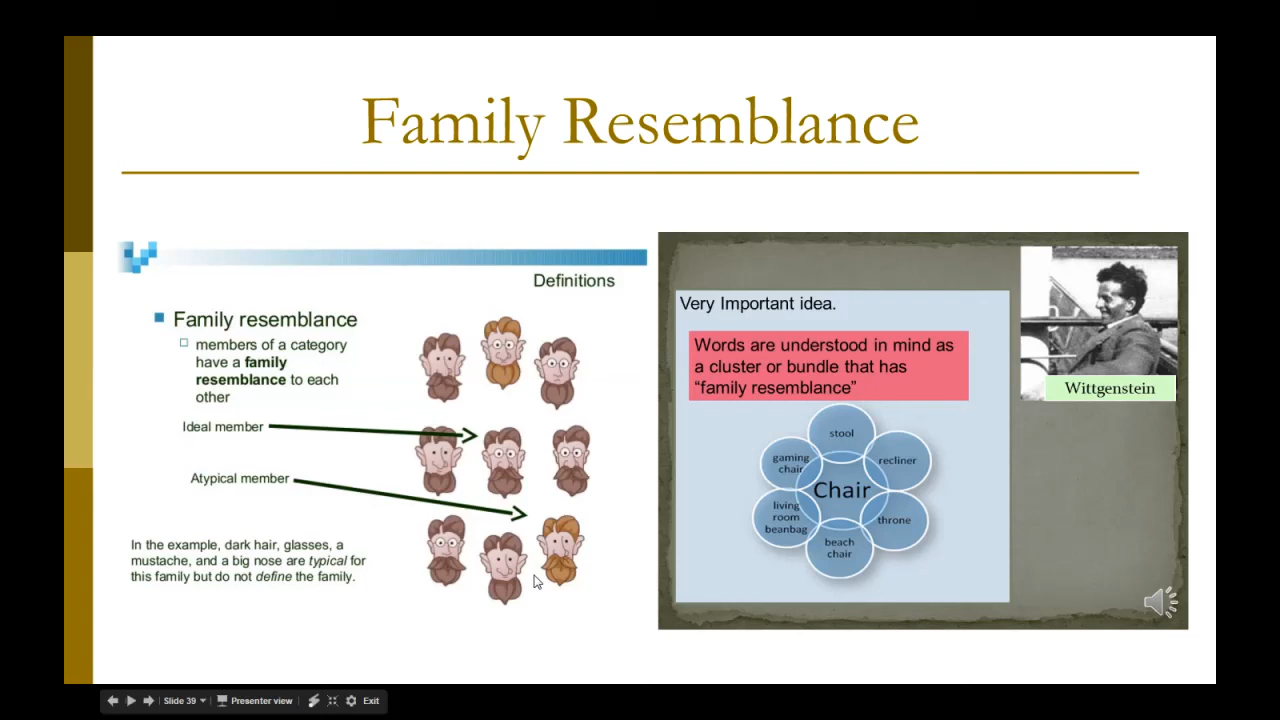 Family Resemblance
Definitions
Family resemblance
members of a category
have a family
resemblance to each
other
Ideal member
Atypical member
In the example, dark hair, glasses, a
mustache, and a big nose are typical for
this family but do not define the family.
Very Important idea.
Words are understood in mind as
a cluster or bundle that has
“family resemblance”
Wittgenstein
stool
gaming
chair
recliner
Chair
living
room
beanbag
throne
beach
chair
Slide 39
Presenter view
Exit